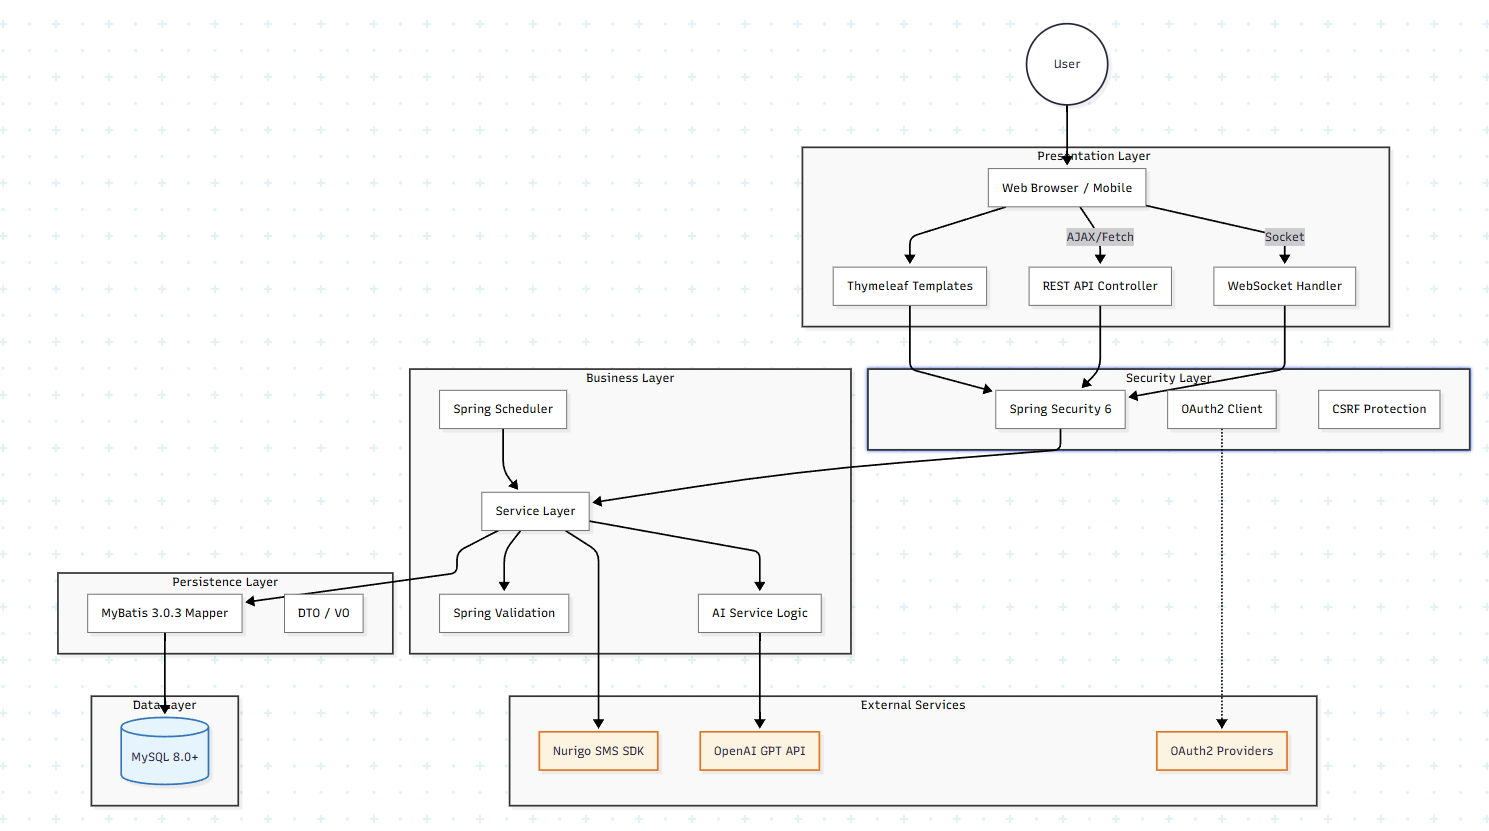 User
Presentation Layer
Web Browser / Mobile
AJAX/Fetch
Socket
Thymeleaf Templates
REST API Controller
WebSocket Handler
Business Layer
Security Layer
Spring Scheduler
Spring Security 6
OAuth2 Client
CSRF Protection
Service Layer
Persistence Layer
MyBatis 3.0.3 Mapper
DTO / VO
Spring Validation
AI Service Logic
Data Layer
External Services
MySQL 8.0+
Nurigo SMS SDK
OpenAI GPT API
OAuth2 Providers